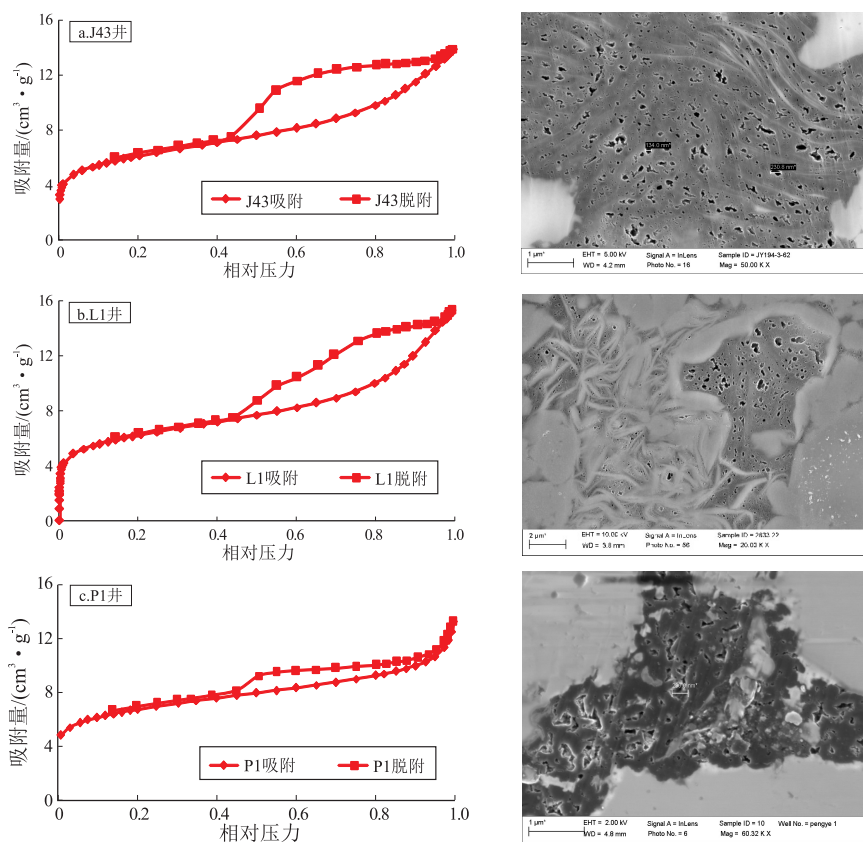 a.J43井
吸附量/(cm³·g⁻¹)
16
12
8
4
0
0 0.2 0.4 0.6 0.8 1.0
相对压力
J43吸附 J43脱附
134.0 nm*
230.6 nm*
1 μm*
EHT = 5.00 kV Signal A = InLens Sample ID = JY194-3-62
WD = 4.2 mm Photo No. = 16 Mag = 50.00 K X
b.L1井
吸附量/(cm³·g⁻¹)
16
12
8
4
0
0 0.2 0.4 0.6 0.8 1.0
相对压力
L1吸附 L1脱附
2 μm*
EHT = 10.00 kV Signal A = InLens
Mag = 20.00 K X
c.P1井
吸附量/(cm³·g⁻¹)
16
12
8
4
0
0 0.2 0.4 0.6 0.8 1.0
相对压力
P1吸附 P1脱附
1 μm*
EHT = 2.00 kV Signal A = InLens Sample ID = 10 Well No. = pengye 1
WD = 4.8 mm Photo No. = 6 Mag = 60.32 K X